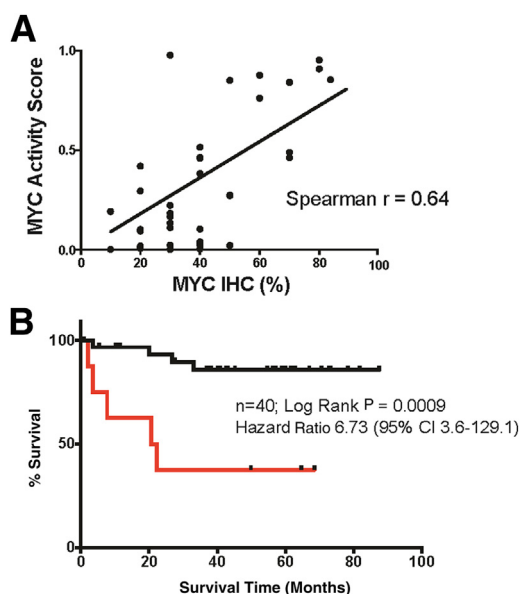 A
MYC Activity Score
1.0
0.5
0.0
Spearman r = 0.64
0 20 40 60 80 100
MYC IHC (%)
B
% Survival
100
50
0
n=40; Log Rank P = 0.0009
Hazard Ratio 6.73 (95% CI 3.6-129.1)
0 20 40 60 80 100
Survival Time (Months)